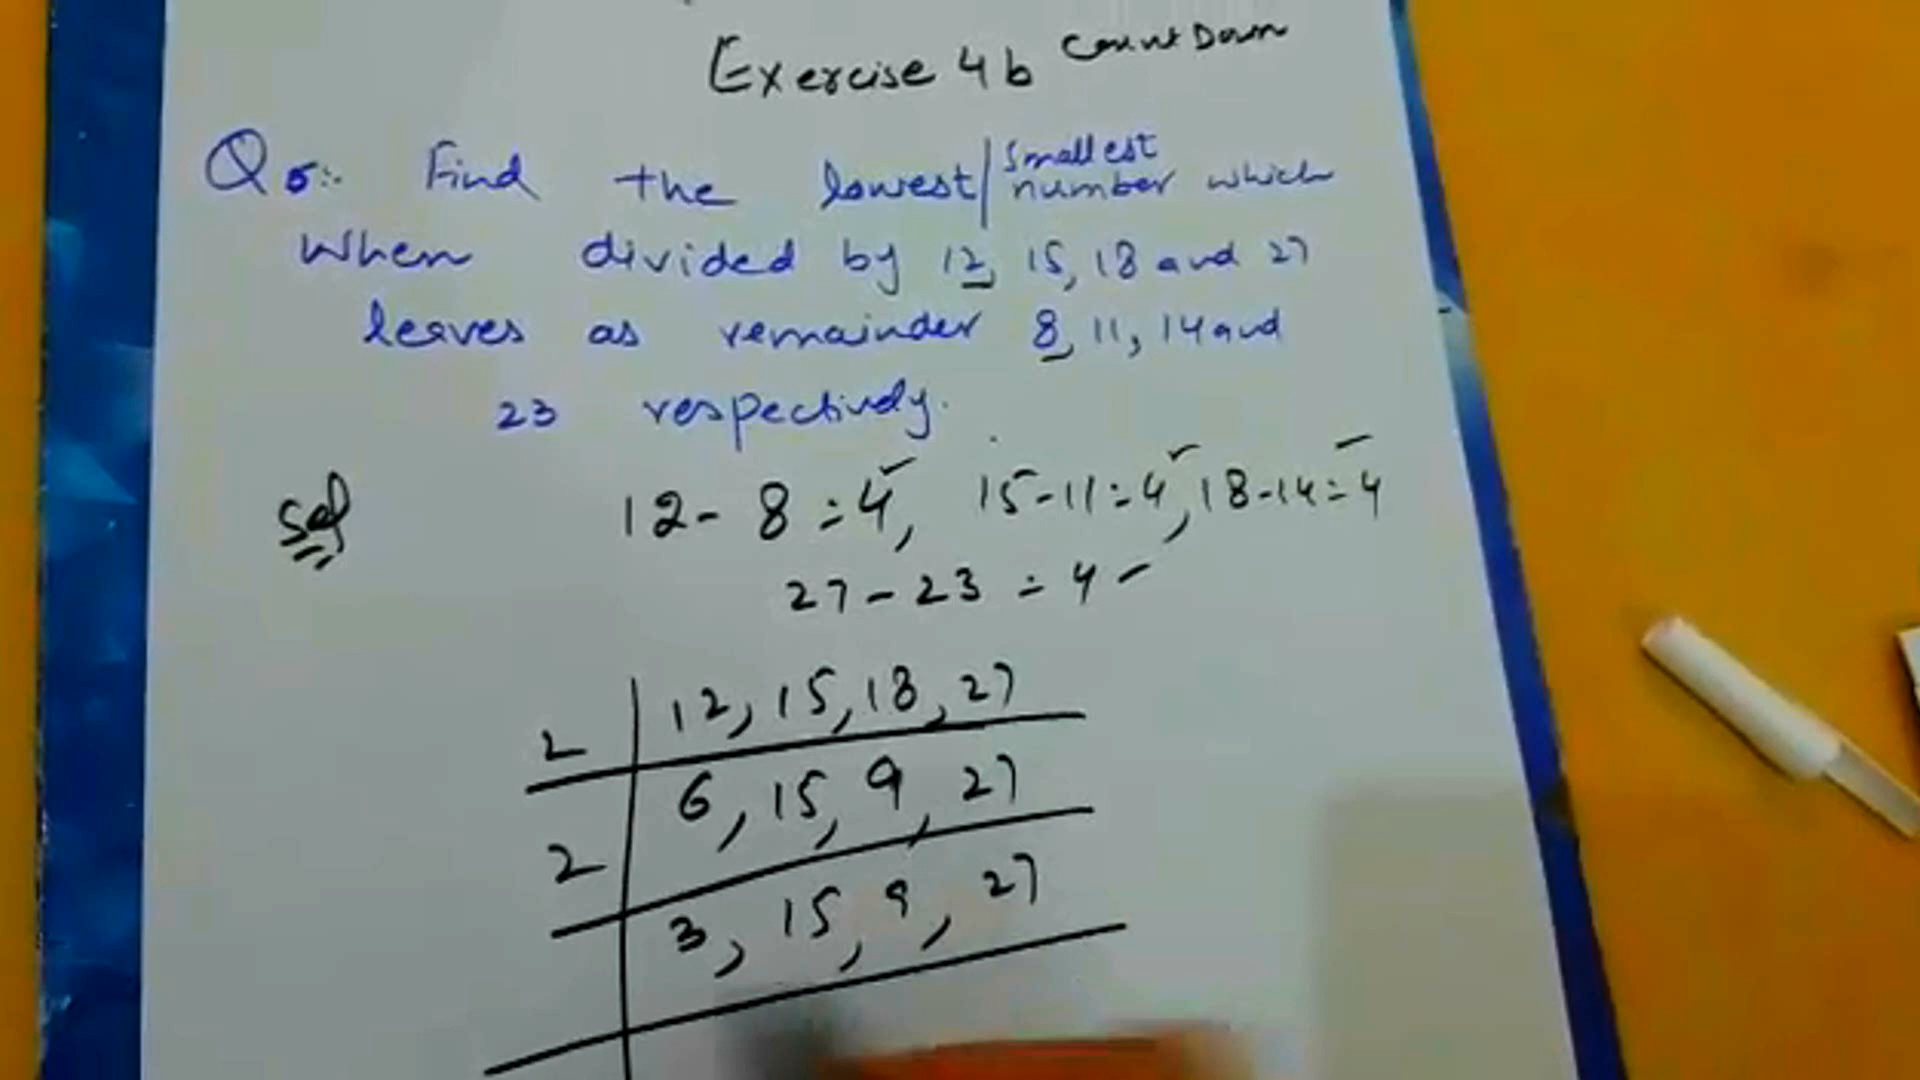 Exercise 4b Count Down
Q5:- Find the lowest/smallest number which
when divided by 12, 15, 18 and 27
leaves as remainder 8, 11, 14 and
23 respectively.
Sol
12 - 8 = 4, 15 - 11 = 4, 18 - 14 = 4
27 - 23 = 4
2 | 12, 15, 18, 27
2 | 6, 15, 9, 27
3, 15, 9, 27